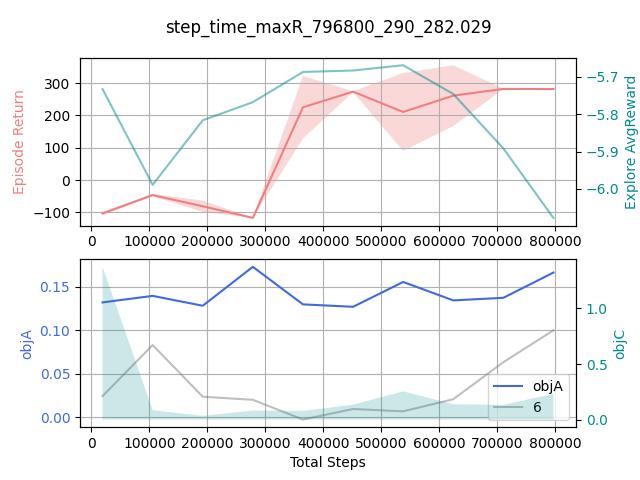 step_time_maxR_796800_290_282.029
Episode Return
300
200
100
0
−100
−5.7
−5.8
−5.9
−6.0
Explore AvgReward
0 100000 200000 300000 400000 500000 600000 700000 800000
objA
0.15
0.10
0.05
0.00
1.0
0.5
0.0
objC
objA
6
0 100000 200000 300000 400000 500000 600000 700000 800000
Total Steps